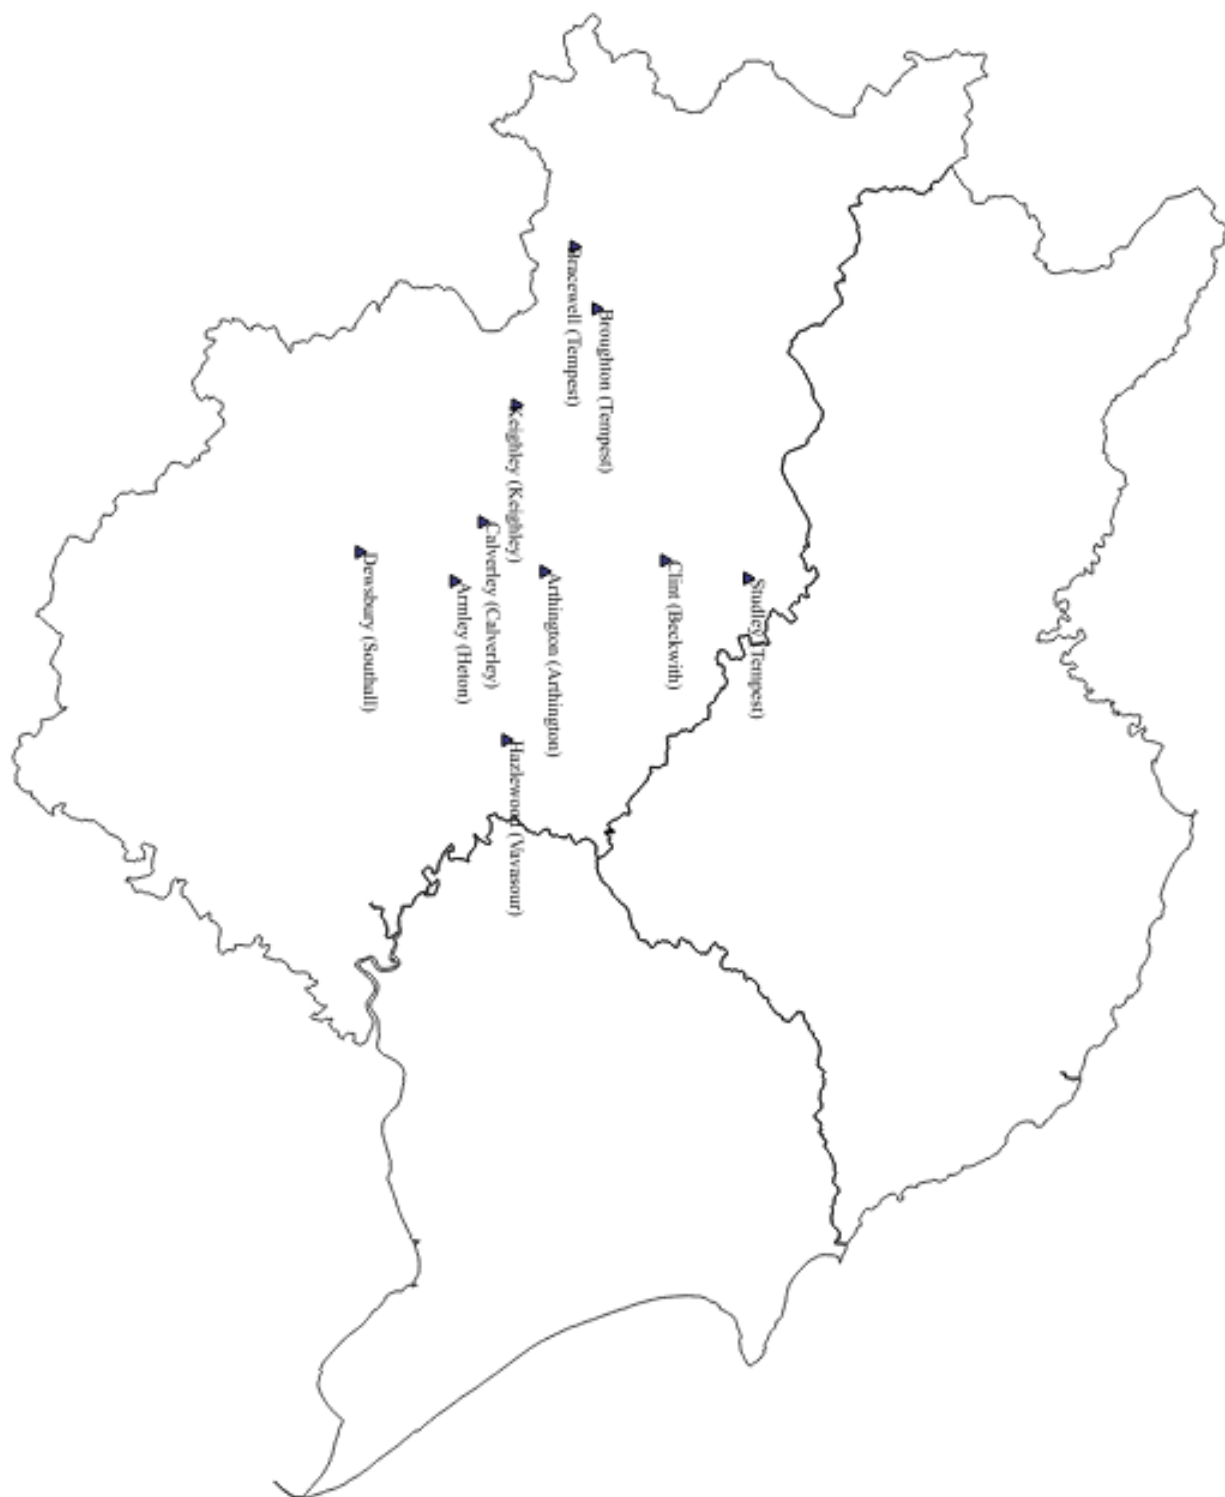 Studley (Tempest)
Clint (Beckwith)
Broughton (Tempest)
Bracewell (Tempest)
Arthington (Arthington)
Keighley (Keighley)
Hazlewood (Vavasour)
Calverley (Calverley)
Armley (Heton)
Dewsbury (Southall)